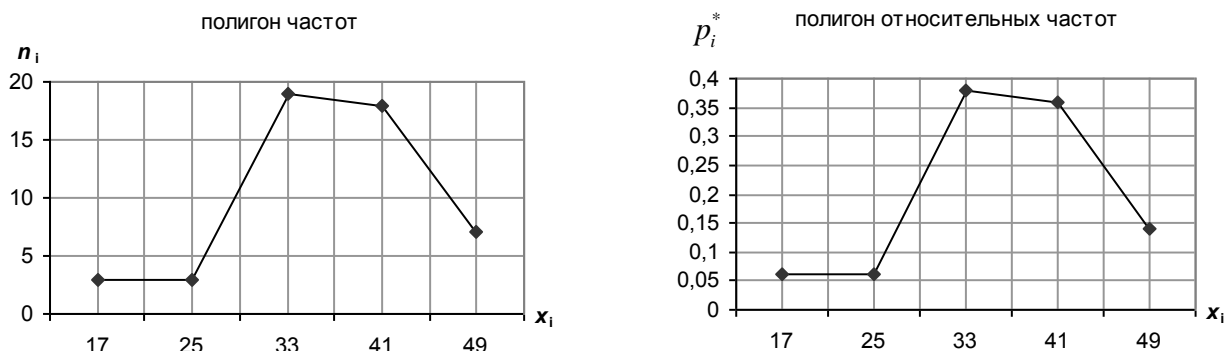 полигон частот
n i
20
15
10
5
0
17 25 33 41 49
x i
полигон относительных частот
p i *
0,4
0,35
0,3
0,25
0,2
0,15
0,1
0,05
0
17 25 33 41 49
x i